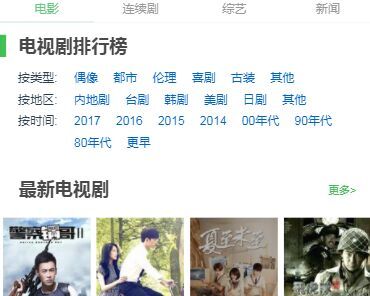 电影 连续剧 综艺 新闻
电视剧排行榜
按类型: 偶像 都市 伦理 喜剧 古装 其他
按地区: 内地剧 台剧 韩剧 美剧 日剧 其他
按时间: 2017 2016 2015 2014 00年代 90年代
80年代 更早
最新电视剧 更多>
警察锅哥II
夏至未至